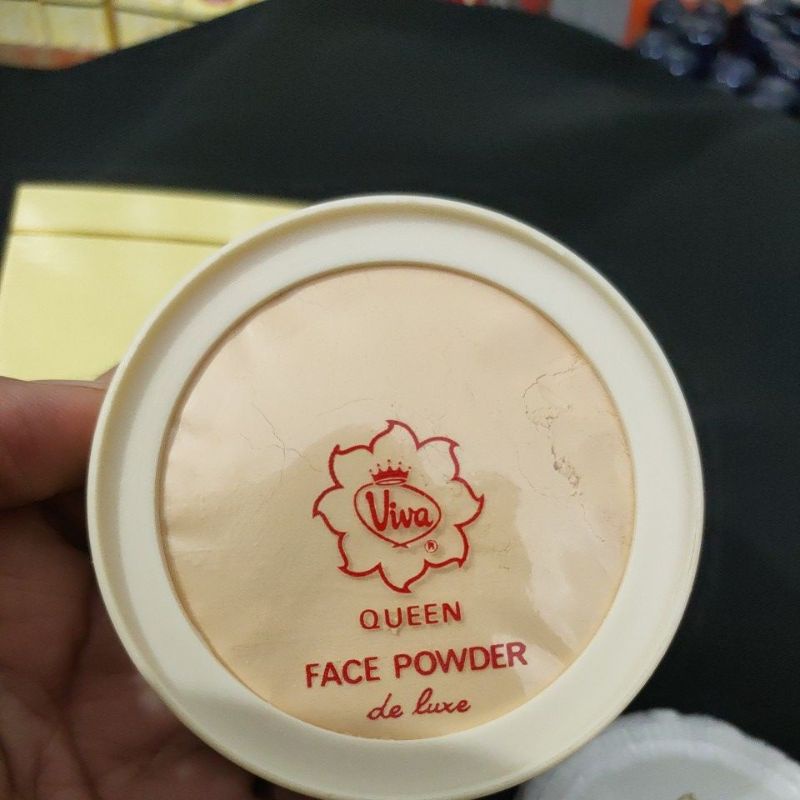 Viva
®
QUEEN
FACE POWDER
de luxe